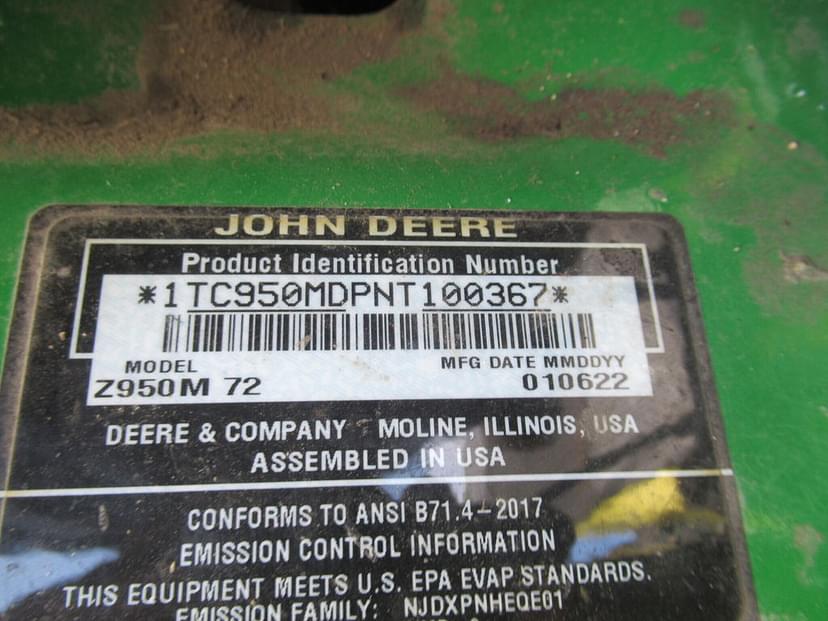 JOHN DEERE
Product Identification Number
*1TC950MDPNT100367*
MODEL MFG DATE MMDDYY
Z950M 72 010622
DEERE & COMPANY MOLINE, ILLINOIS, USA
ASSEMBLED IN USA
CONFORMS TO ANSI B71.4-2017
EMISSION CONTROL INFORMATION
THIS EQUIPMENT MEETS U.S. EPA EVAP STANDARDS.
EMISSION FAMILY: NJDXPNHEQE01